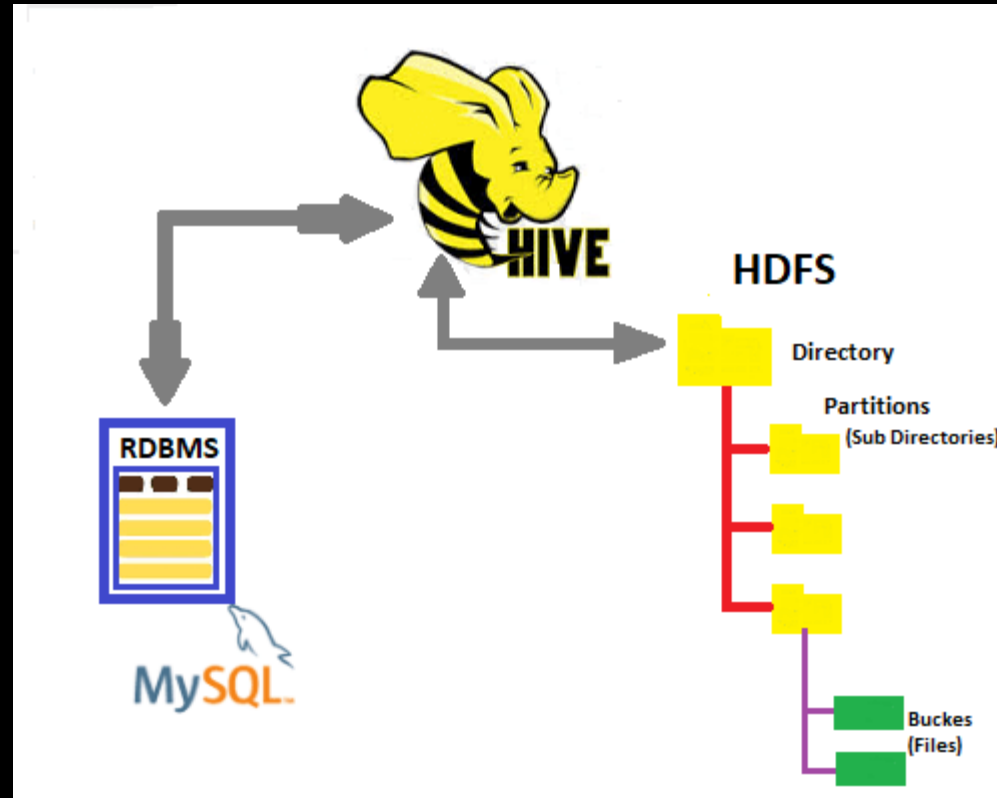 HIVE
HDFS
Directory
Partitions
(Sub Directories)
RDBMS
MySQL
Buckes
(Files)